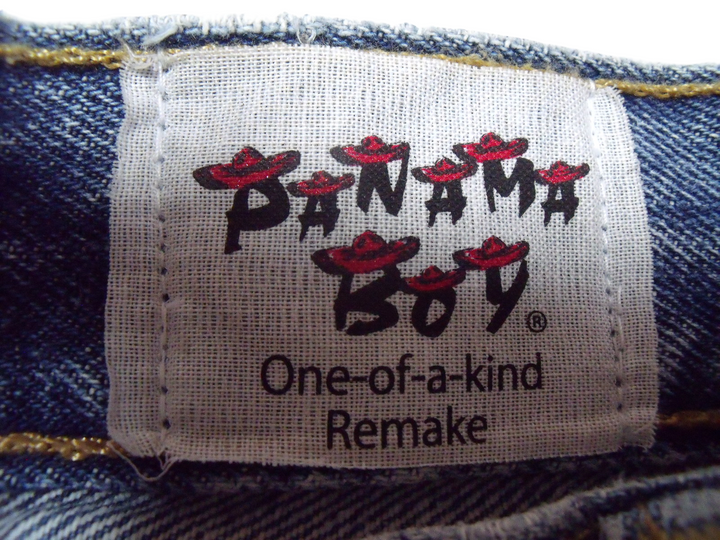 PANAMA
BOY®
One-of-a-kind
Remake